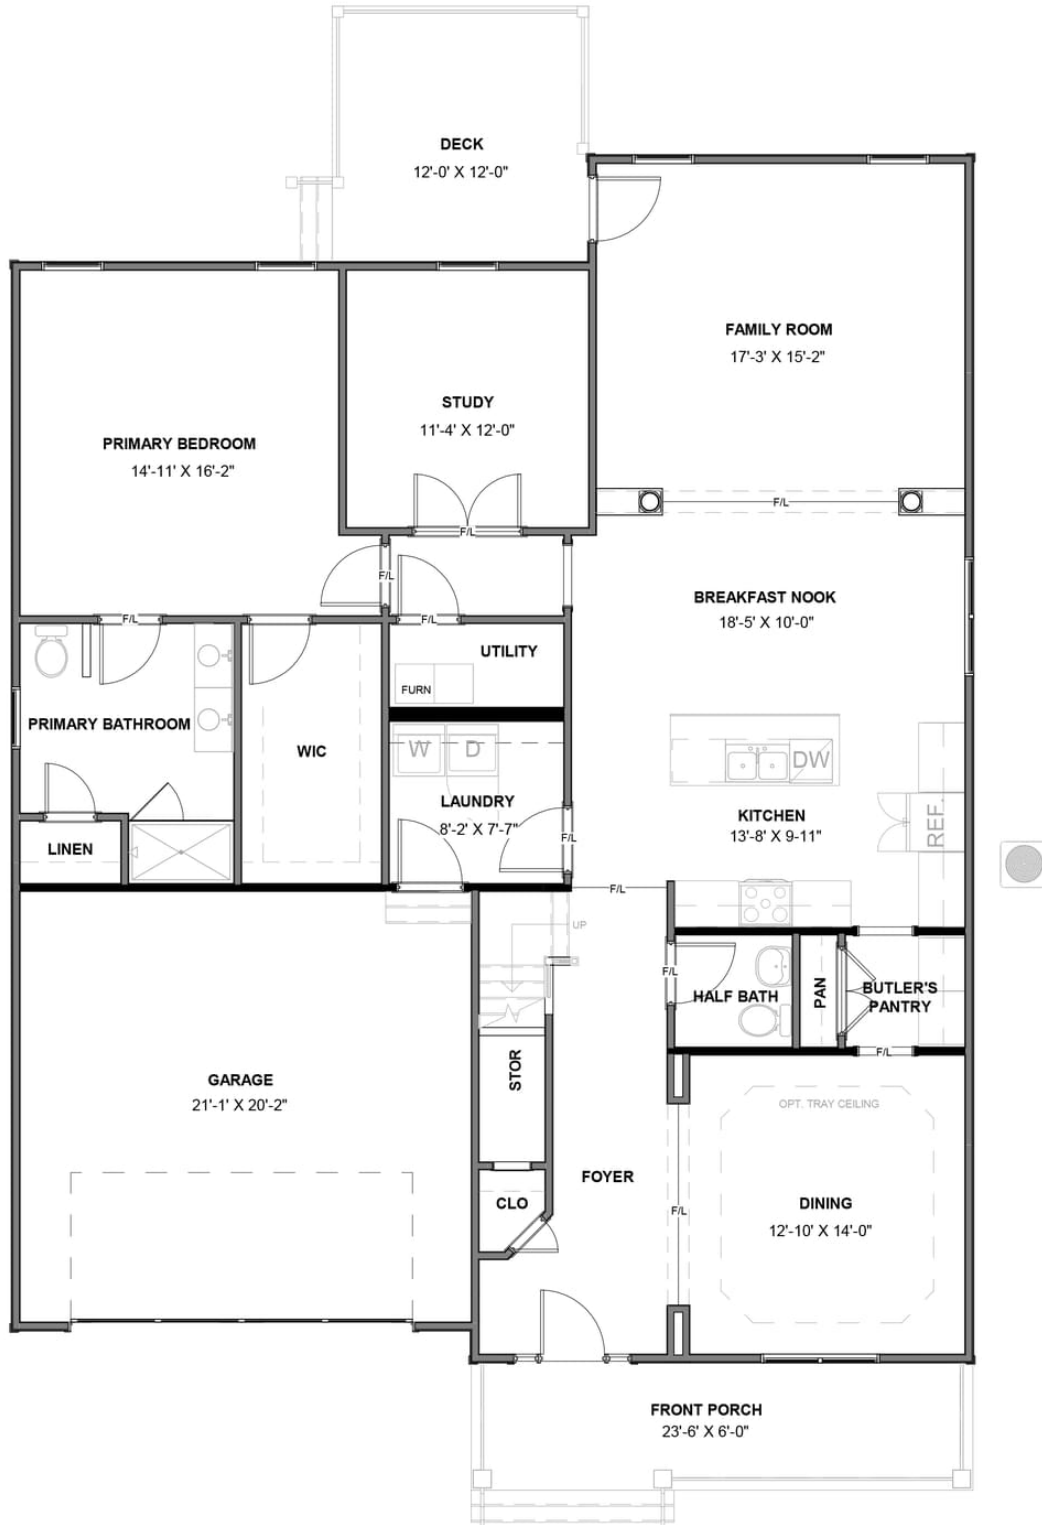 DECK
12'-0' X 12'-0"
FAMILY ROOM
17'-3' X 15'-2"
STUDY
11'-4' X 12'-0"
PRIMARY BEDROOM
14'-11' X 16'-2"
F/L
F/L
F/L
BREAKFAST NOOK
18'-5' X 10'-0"
F/L
F/L
UTILITY
FURN
PRIMARY BATHROOM
WIC
W
D
DW
LAUNDRY
8'-2' X 7'-7"
KITCHEN
13'-8' X 9-11"
REF.
F/L
LINEN
F/L
UP
F/L
HALF BATH
PAN
BUTLER'S
PANTRY
F/L
STOR
GARAGE
21'-1' X 20'-2"
OPT. TRAY CEILING
FOYER
CLO
F/L
DINING
12'-10' X 14'-0"
FRONT PORCH
23'-6' X 6'-0"